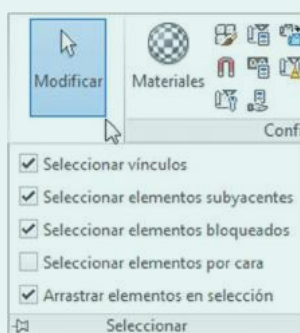 Modificar
Materiales
Confi
Seleccionar vínculos
Seleccionar elementos subyacentes
Seleccionar elementos bloqueados
Seleccionar elementos por cara
Arrastrar elementos en selección
Seleccionar